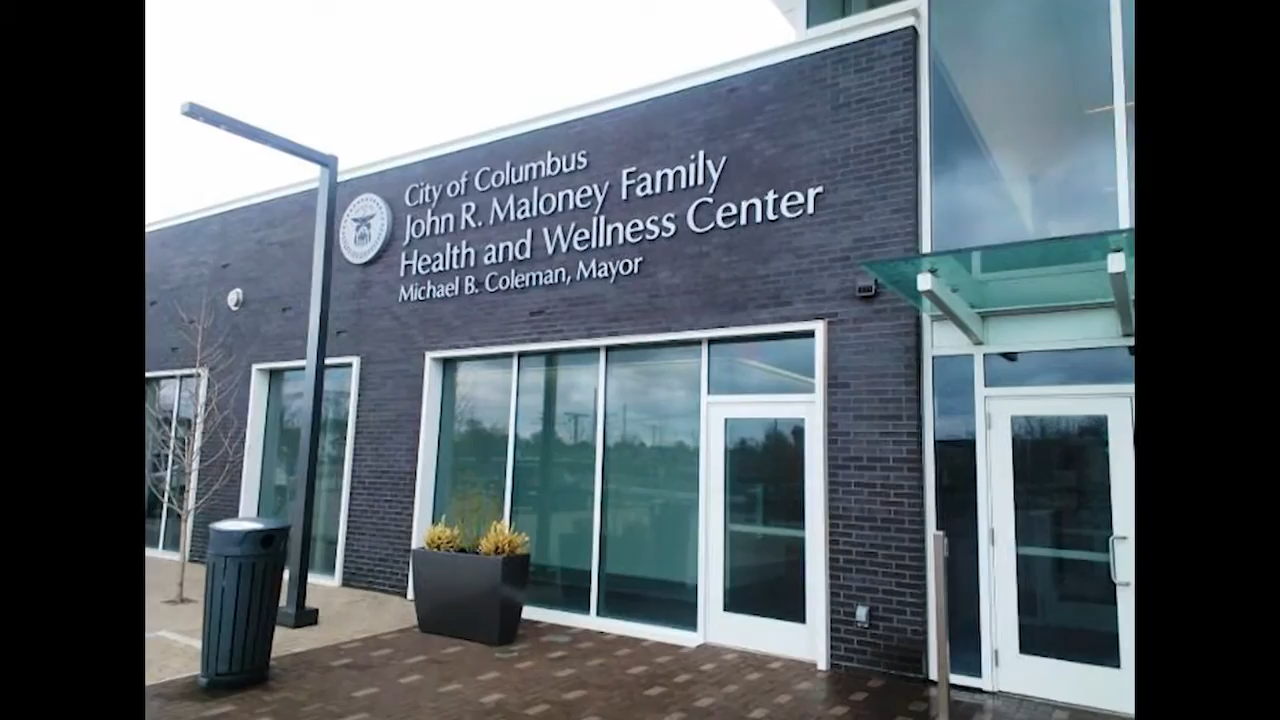 City of Columbus
John R. Maloney Family
Health and Wellness Center
Michael B. Coleman, Mayor